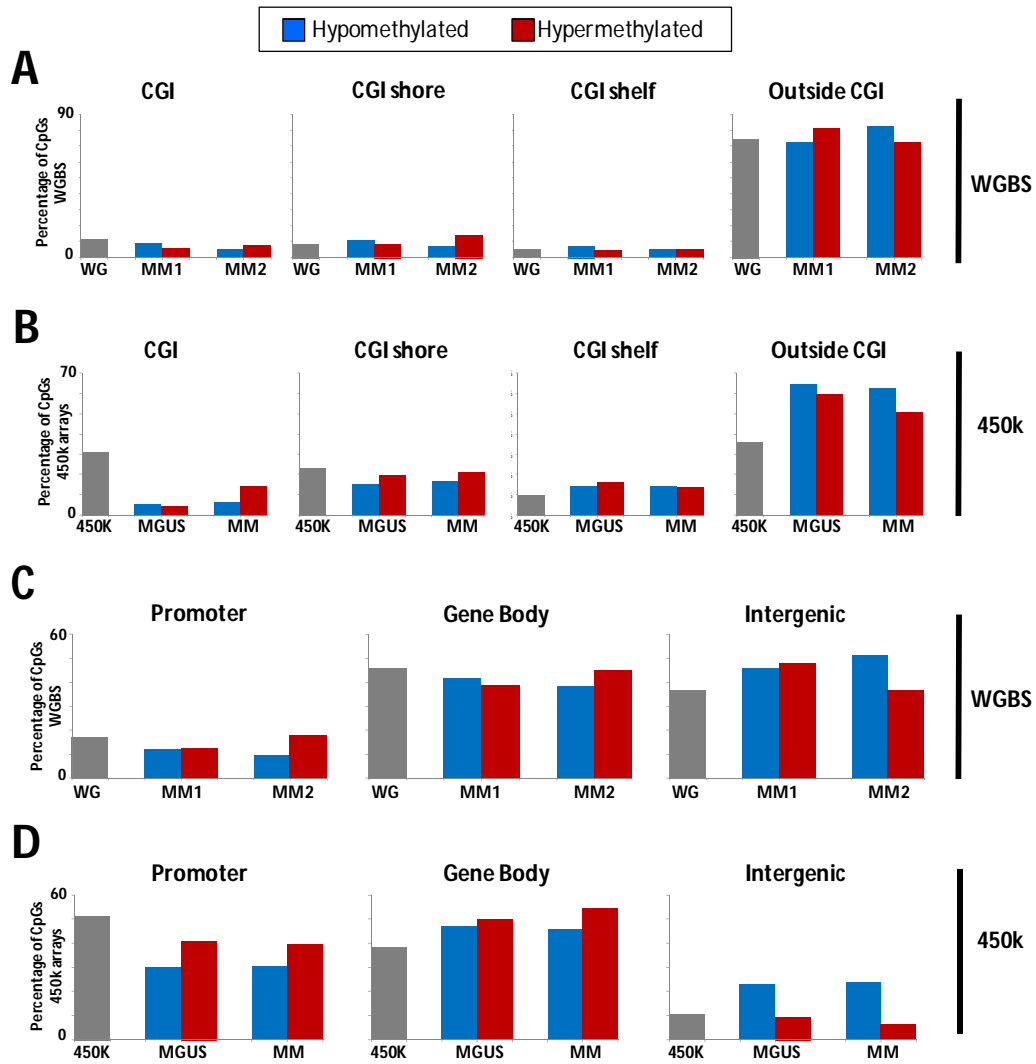 Hypomethylated Hypermethylated
A
CGI CGI shore CGI shelf Outside CGI
90
Percentage of CpGs
WGBS
0
WG MM1 MM2 WG MM1 MM2 WG MM1 MM2 WG MM1 MM2
WGBS
B
CGI CGI shore CGI shelf Outside CGI
70
Percentage of CpGs
450k arrays
0
450K MGUS MM 450K MGUS MM 450K MGUS MM 450K MGUS MM
450k
C
Promoter Gene Body Intergenic
60
Percentage of CpGs
WGBS
0
WG MM1 MM2 WG MM1 MM2 WG MM1 MM2
WGBS
D
Promoter Gene Body Intergenic
60
Percentage of CpGs
450k arrays
0
450K MGUS MM 450K MGUS MM 450K MGUS MM
450k